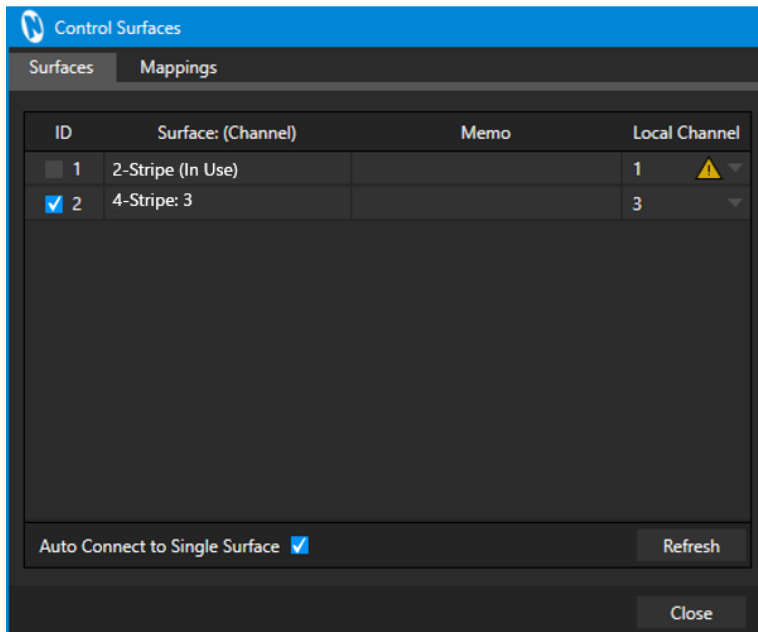 Control Surfaces
Surfaces Mappings
ID Surface: (Channel) Memo Local Channel
1 2-Stripe (In Use) 1
2 4-Stripe: 3 3
Auto Connect to Single Surface Refresh
Close